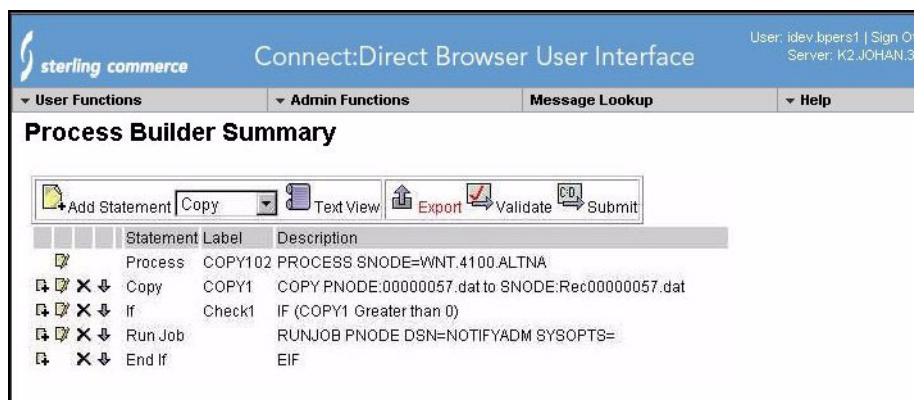 User: idev.bpers1 | Sign O
sterling commerce
Connect:Direct Browser User Interface
Server: K2.JOHAN.3
User Functions Admin Functions Message Lookup Help
Process Builder Summary
Add Statement Copy Text View Export C:D. Validate Submit
Statement Label Description
Process COPY102 PROCESS SNODE=WNT.4100.ALTNA
Copy COPY1 COPY PNODE:00000057.dat to SNODE:Rec00000057.dat
If Check1 IF (COPY1 Greater than 0)
Run Job RUNJOB PNODE DSN=NOTIFYADM SYSOPTS=
End If EIF